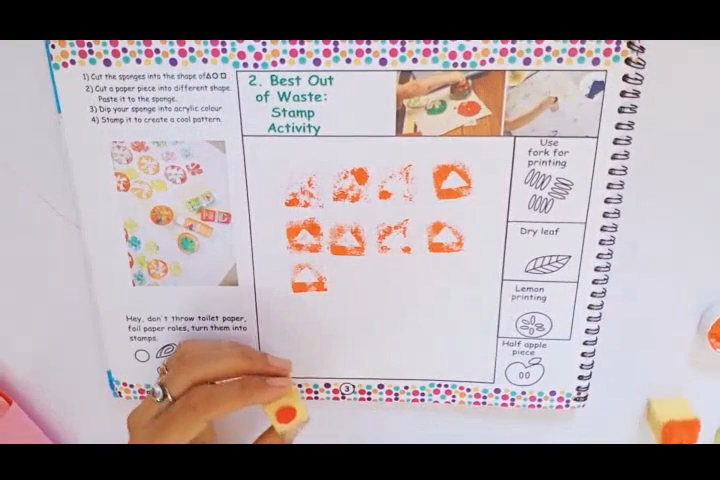 1) Cut the sponges into the shape of△○□.
2) Cut a paper piece into different shape.
Paste it to the sponge.
3) Dip your sponge into acrylic colour
4) Stamp it to create a cool pattern.
2. Best Out
of Waste:
Stamp
Activity
Use
fork for
printing
Dry leaf
Lemon
printing
Half apple
piece
Hey, don't throw toilet paper,
foil paper roles, turn them into
stamps.
3